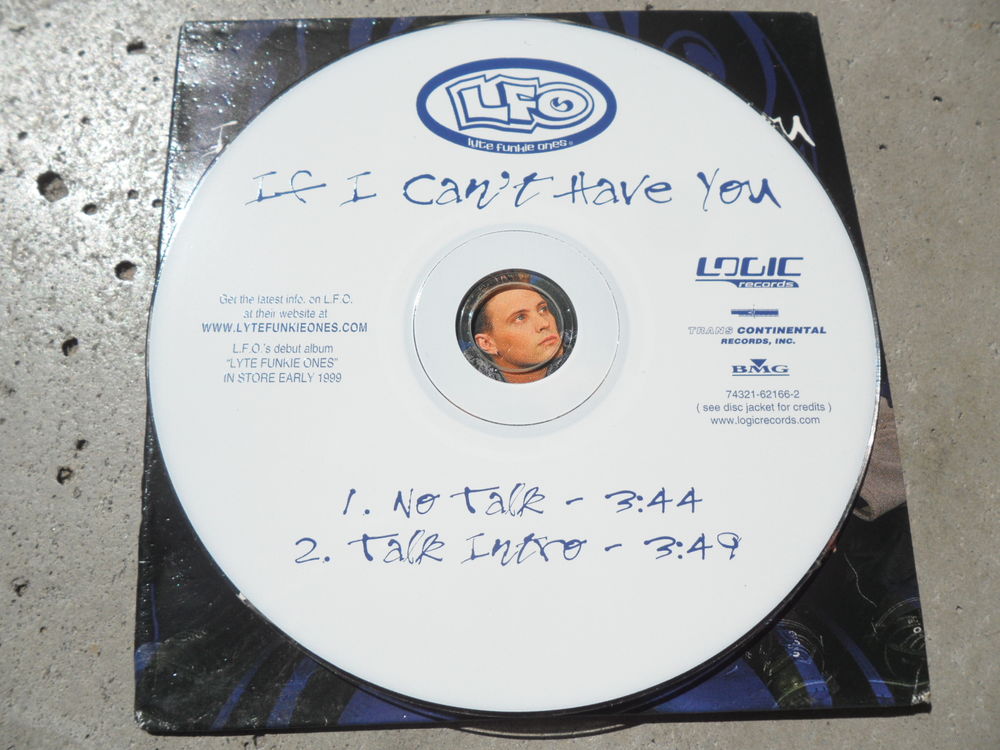 LFO
lyte funkie ones
If I Can't Have You
Get the latest info. on L.F.O.
at their website at
WWW.LYTEFUNKIEONES.COM
L.F.O.'s debut album
"LYTE FUNKIE ONES"
IN STORE EARLY 1999
LOGIC
records
TRANS CONTINENTAL
RECORDS, INC.
BMG
74321-62166-2
( see disc jacket for credits )
www.logicrecords.com
1. No Talk - 3:44
2. Talk Intro - 3:49